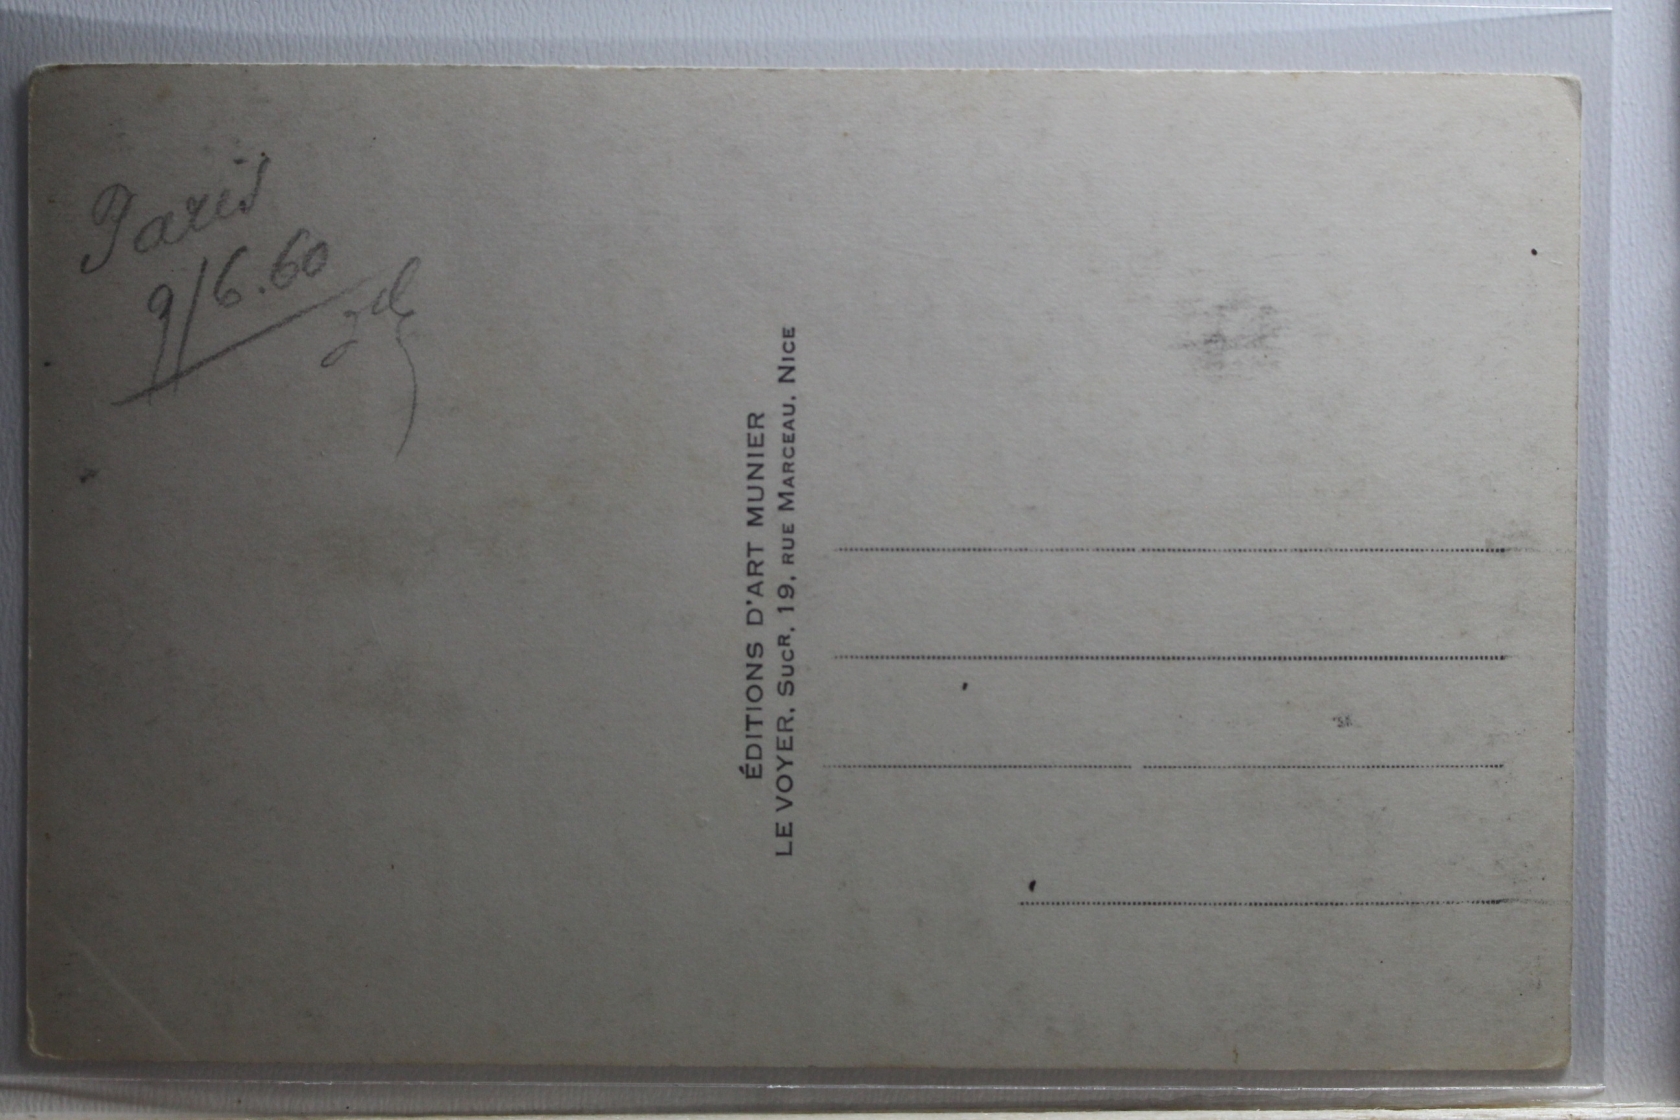 Paris
9/6.60
ÉDITIONS D'ART MUNIER
LE VOYER, SUCR, 19, RUE MARCEAU, NICE